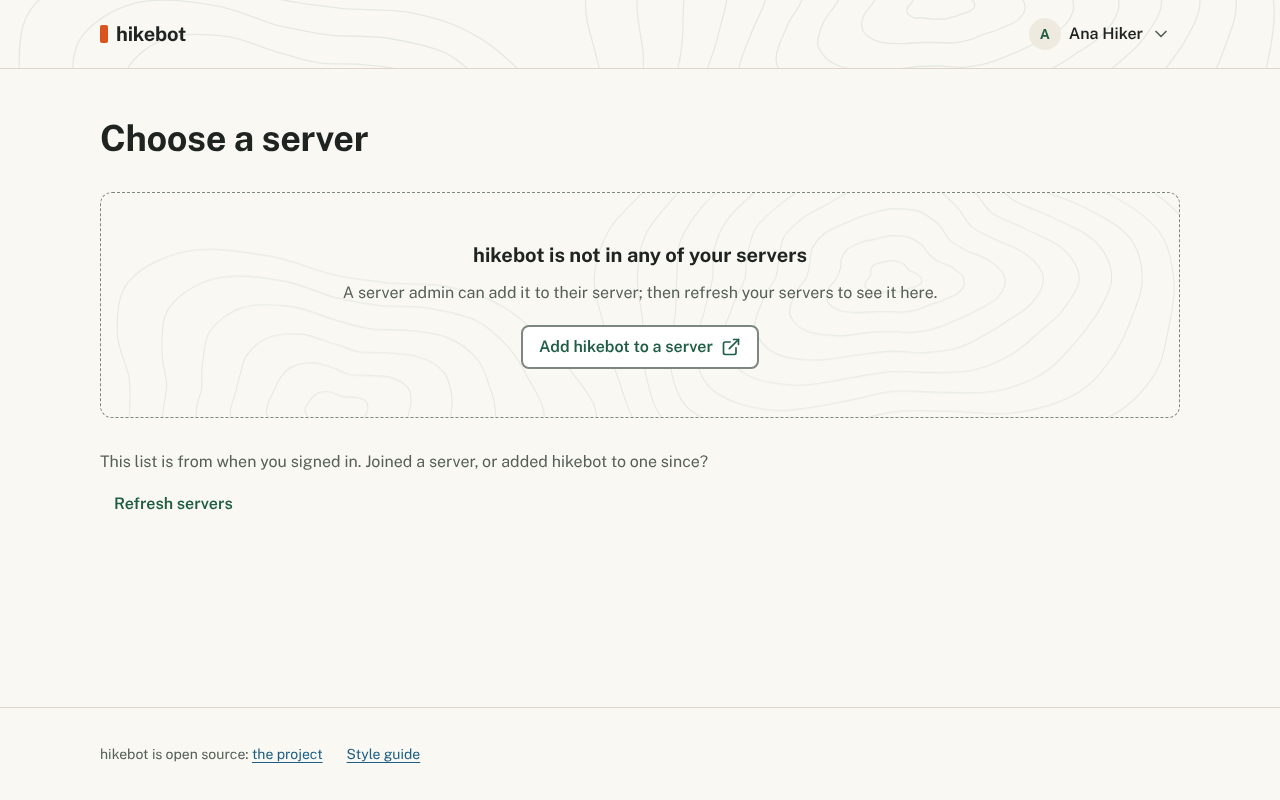 hikebot
A
Ana Hiker
Choose a server
hikebot is not in any of your servers
A server admin can add it to their server; then refresh your servers to see it here.
Add hikebot to a server
This list is from when you signed in. Joined a server, or added hikebot to one since?
Refresh servers
hikebot is open source: the project
Style guide